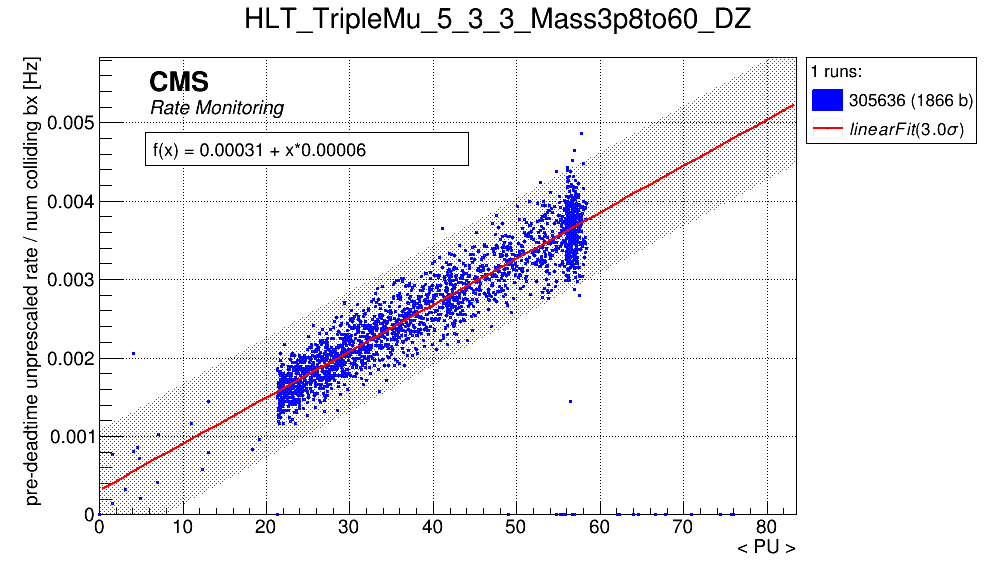 HLT_TripleMu_5_3_3_Mass3p8to60_DZ
CMS
Rate Monitoring
f(x) = 0.00031 + x*0.00006
1 runs:
305636 (1866 b)
linearFit(3.0σ)
pre-deadtime unprescaled rate / num colliding bx [Hz]
0.005
0.004
0.003
0.002
0.001
0
0 10 20 30 40 50 60 70 80
< PU >